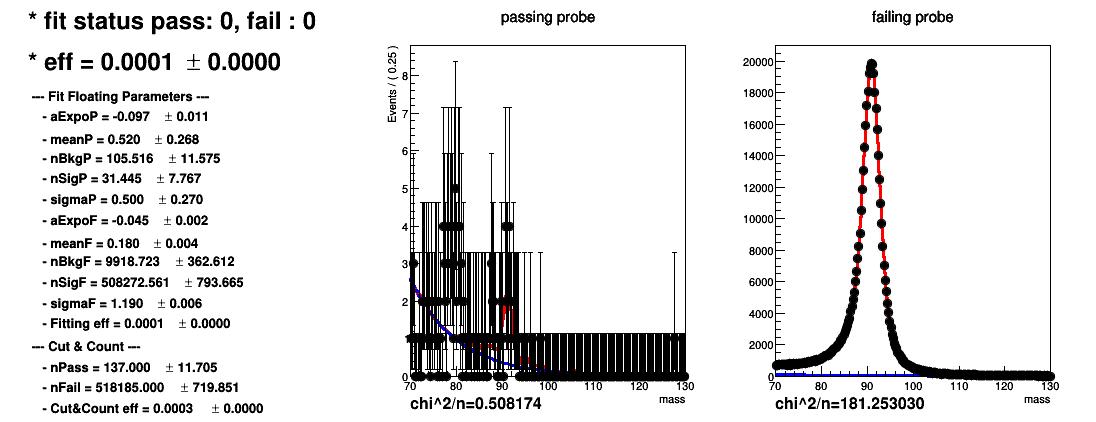 * fit status pass: 0, fail : 0
* eff = 0.0001 ± 0.0000
--- Fit Floating Parameters ---
- aExpoP = -0.097 ± 0.011
- meanP = 0.520 ± 0.268
- nBkgP = 105.516 ± 11.575
- nSigP = 31.445 ± 7.767
- sigmaP = 0.500 ± 0.270
- aExpoF = -0.045 ± 0.002
- meanF = 0.180 ± 0.004
- nBkgF = 9918.723 ± 362.612
- nSigF = 508272.561 ± 793.665
- sigmaF = 1.190 ± 0.006
- Fitting eff = 0.0001 ± 0.0000
--- Cut & Count ---
- nPass = 137.000 ± 11.705
- nFail = 518185.000 ± 719.851
- Cut&Count eff = 0.0003 ± 0.0000
passing probe
Events / ( 0.25 )
8
7
6
5
4
3
2
1
0
70 80 90 100 110 120 130
mass
chi^2/n=0.508174
failing probe
20000
18000
16000
14000
12000
10000
8000
6000
4000
2000
0
70 80 90 100 110 120 130
mass
chi^2/n=181.253030